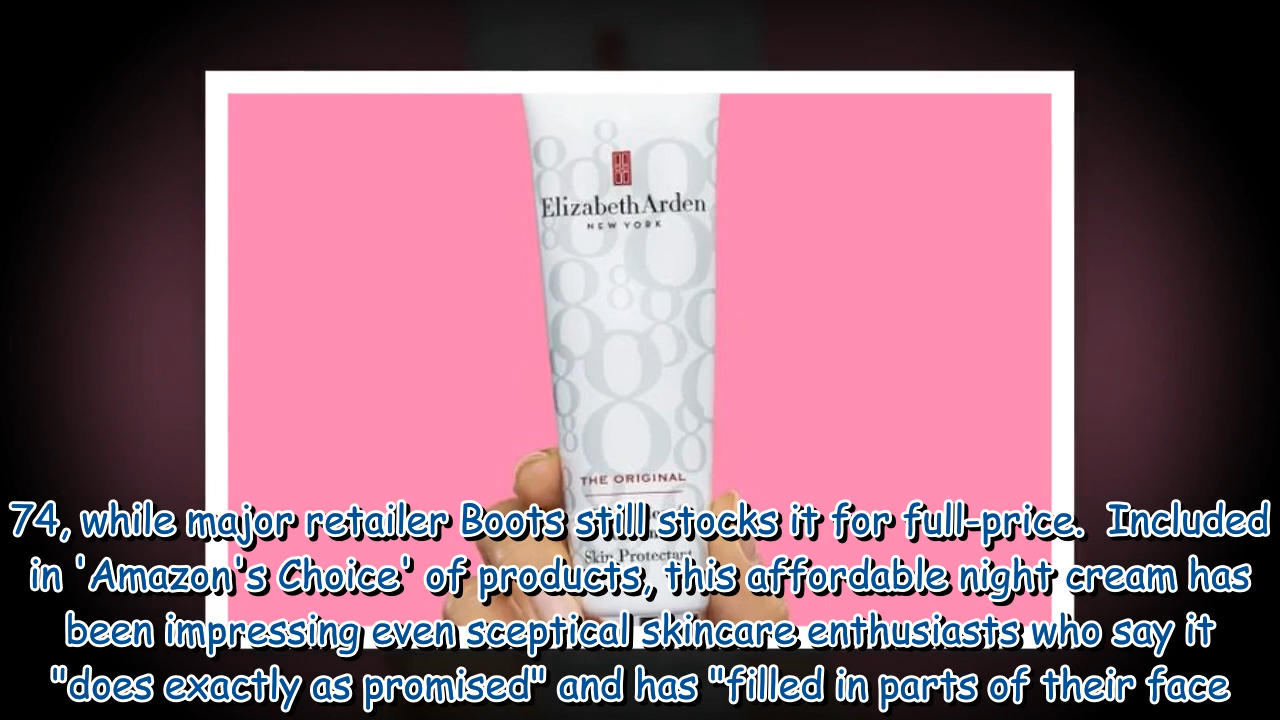 Elizabeth Arden
NEW YORK
THE ORIGINAL
Skin Protectant
74, while major retailer Boots still stocks it for full-price. Included
in 'Amazon's Choice' of products, this affordable night cream has
been impressing even sceptical skincare enthusiasts who say it
"does exactly as promised" and has "filled in parts of their face